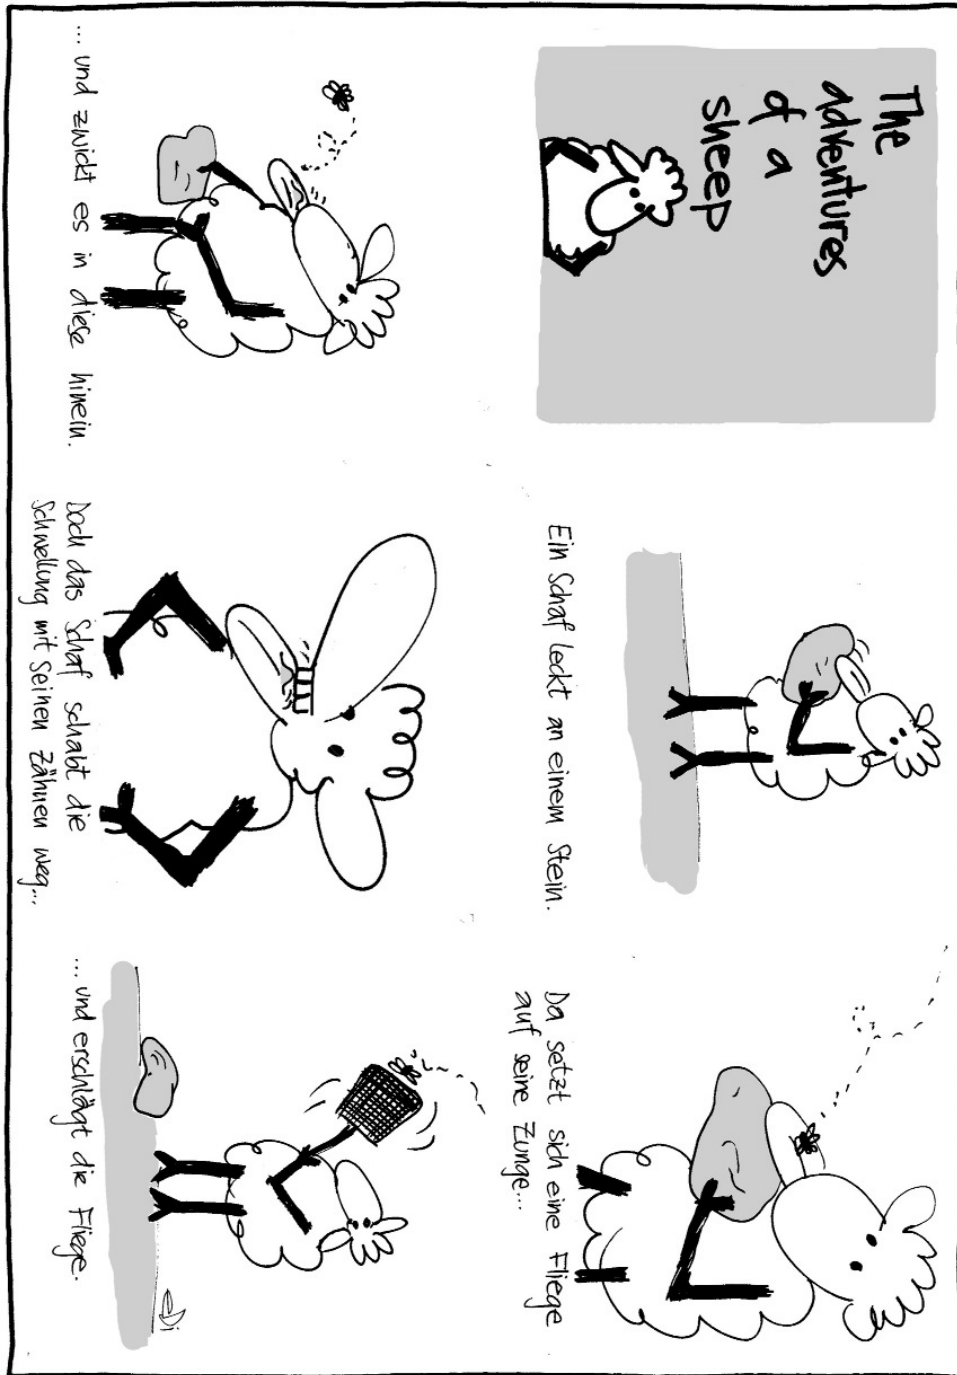 The
adventures
of a
sheep
Ein Schaf leckt an einem Stein.
Da setzt sich eine Fliege
auf seine Zunge...
... und zwickt es in diese hinein.
Doch das Schaf schabt die
Schwellung mit seinen Zähnen weg...
... und erschlägt die Fliege.